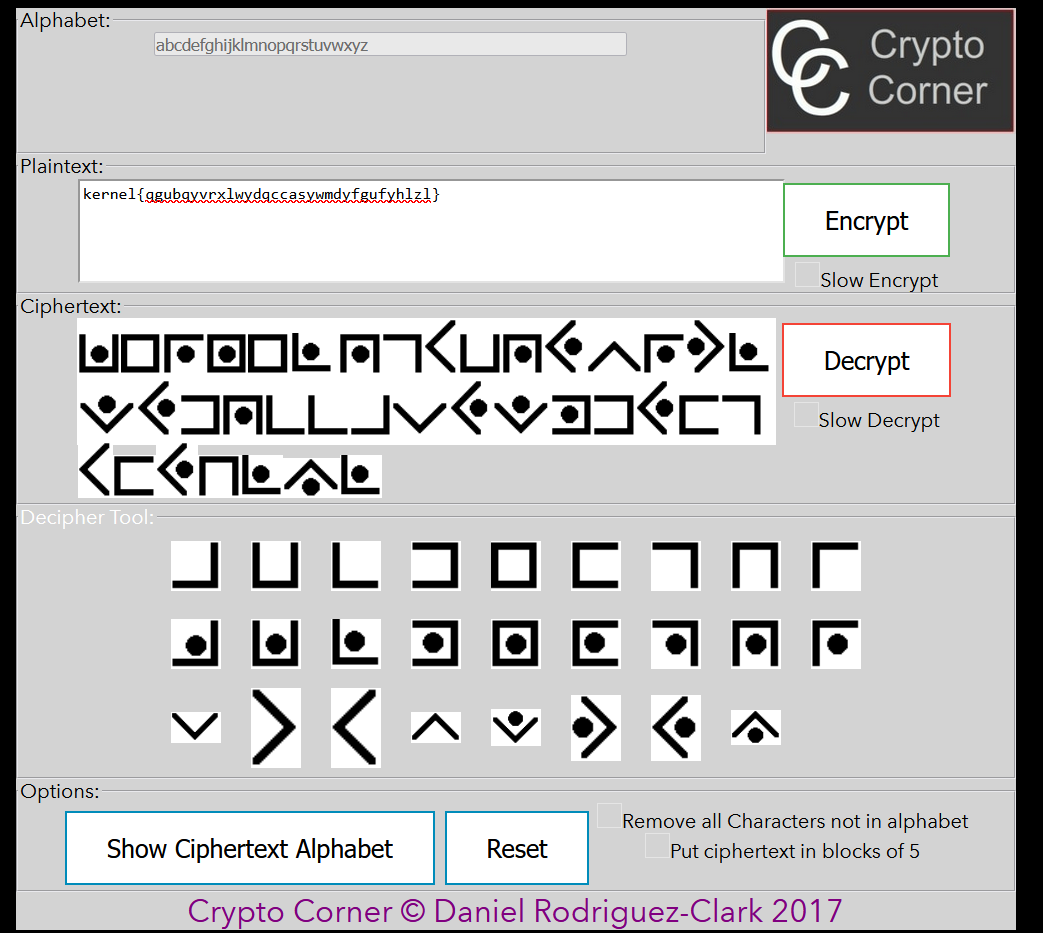 Alphabet:
abcdefghijklmnopqrstuvwxyz
CC Crypto
Corner
Plaintext:
kernel{qgubqyvrxlwydqccasywmdyfgufyhlzl}
Encrypt
Slow Encrypt
Ciphertext:
Decrypt
Slow Decrypt
Decipher Tool:
Options:
Show Ciphertext Alphabet
Reset
Remove all Characters not in alphabet
Put ciphertext in blocks of 5
Crypto Corner © Daniel Rodriguez-Clark 2017